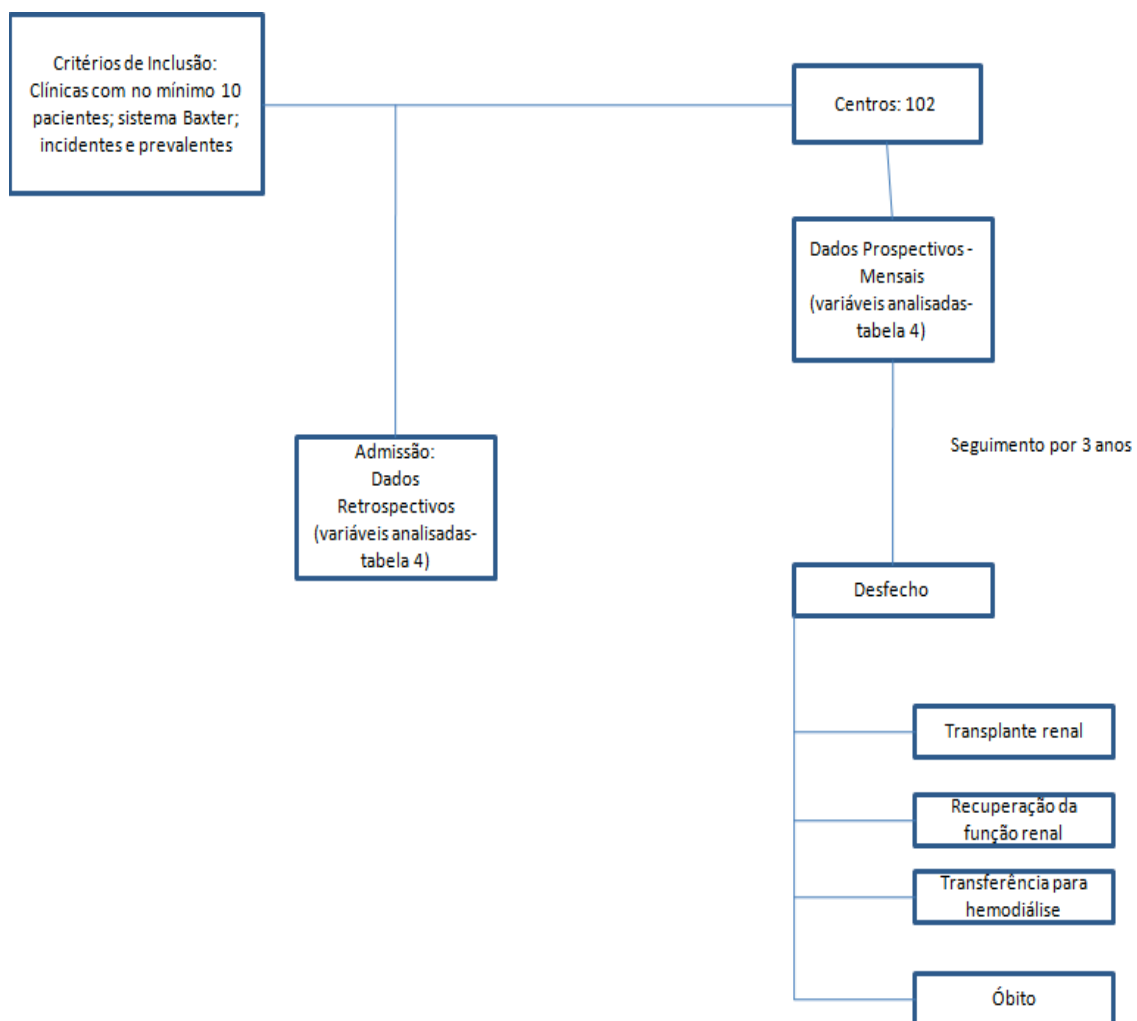 Critérios de Inclusão:
Clínicas com no mínimo 10
pacientes; sistema Baxter;
incidentes e prevalentes
Centros: 102
Dados Prospectivos -
Mensais
(variáveis analisadas-
tabela 4)
Admissão:
Dados
Retrospectivos
(variáveis analisadas-
tabela 4)
Seguimento por 3 anos
Desfecho
Transplante renal
Recuperação da
função renal
Transferência para
hemodiálise
Óbito